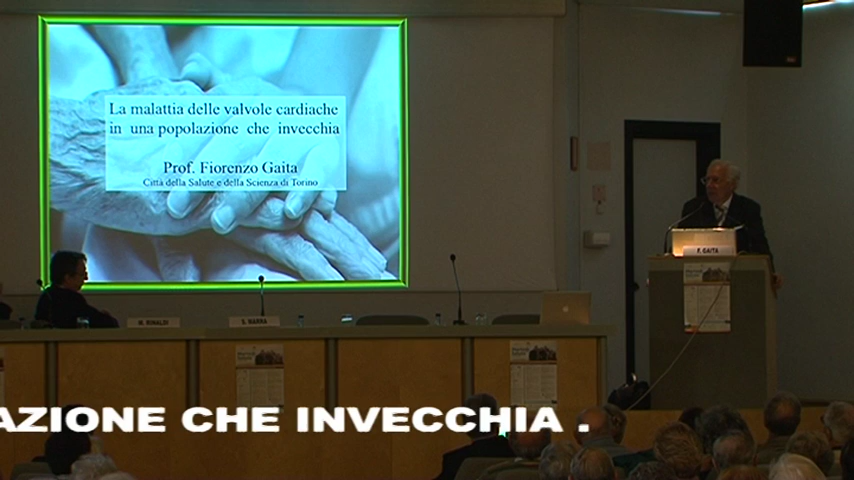 La malattia delle valvole cardiache
in una popolazione che invecchia
Prof. Fiorenzo Gaita
Città della Salute e della Scienza di Torino
F. GAITA
M. RINALDI
S. MARRA
AZIONE CHE INVECCHIA .